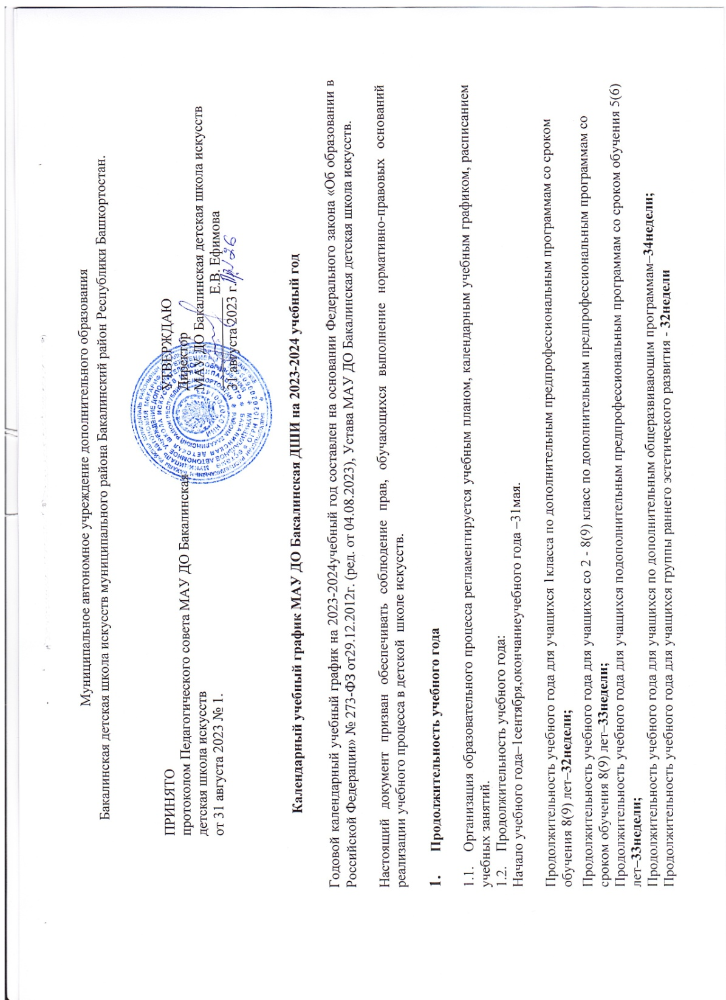 Муниципальное автономное учреждение дополнительного образования
Бакалинская детская школа искусств муниципального района Бакалинский район Республики Башкортостан.
ПРИНЯТО
протоколом Педагогического совета МАУ ДО Бакалинская
детская школа искусств
от 31 августа 2023 № 1.
УТВЕРЖДАЮ
Директор
МАУ ДО Бакалинская детская школа искусств
Е.В. Ефимова
31 августа 2023 г. Пр.№ 26
Календарный учебный график МАУ ДО Бакалинская ДШИ на 2023-2024 учебный год
Годовой календарный учебный график на 2023-2024учебный год составлен на основании Федерального закона «Об образовании в
Российской Федерации» № 273-ФЗ от29.12.2012г. (ред. от 04.08.2023), Устава МАУ ДО Бакалинская детская школа искусств.
Настоящий документ призван обеспечивать соблюдение прав, обучающихся выполнение нормативно-правовых оснований
реализации учебного процесса в детской школе искусств.
1. Продолжительность учебного года
1.1. Организация образовательного процесса регламентируется учебным планом, календарным учебным графиком, расписанием
учебных занятий.
1.2. Продолжительность учебного года:
Начало учебного года–1сентября,окончаниеучебного года –31мая.
Продолжительность учебного года для учащихся 1класса по дополнительным предпрофессиональным программам со сроком
обучения 8(9) лет–32недели;
Продолжительность учебного года для учащихся со 2 - 8(9) класс по дополнительным предпрофессиональным программам со
сроком обучения 8(9) лет–33недели;
Продолжительность учебного года для учащихся подополнительным предпрофессиональным программам со сроком обучения 5(6)
лет–33недели;
Продолжительность учебного года для учащихся по дополнительным общеразвивающим программам–34недели;
Продолжительность учебного года для учащихся группы раннего эстетического развития - 32недели